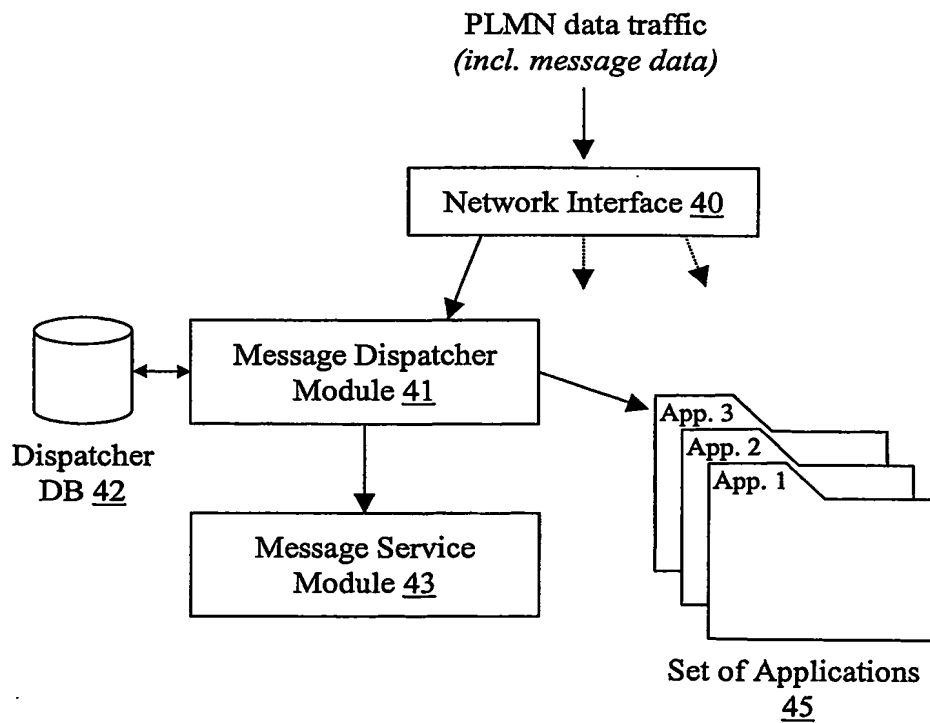 PLMN data traffic
(incl. message data)
Network Interface 40
Message Dispatcher
Module 41
Dispatcher
DB 42
Message Service
Module 43
App. 3
App. 2
App. 1
Set of Applications
45